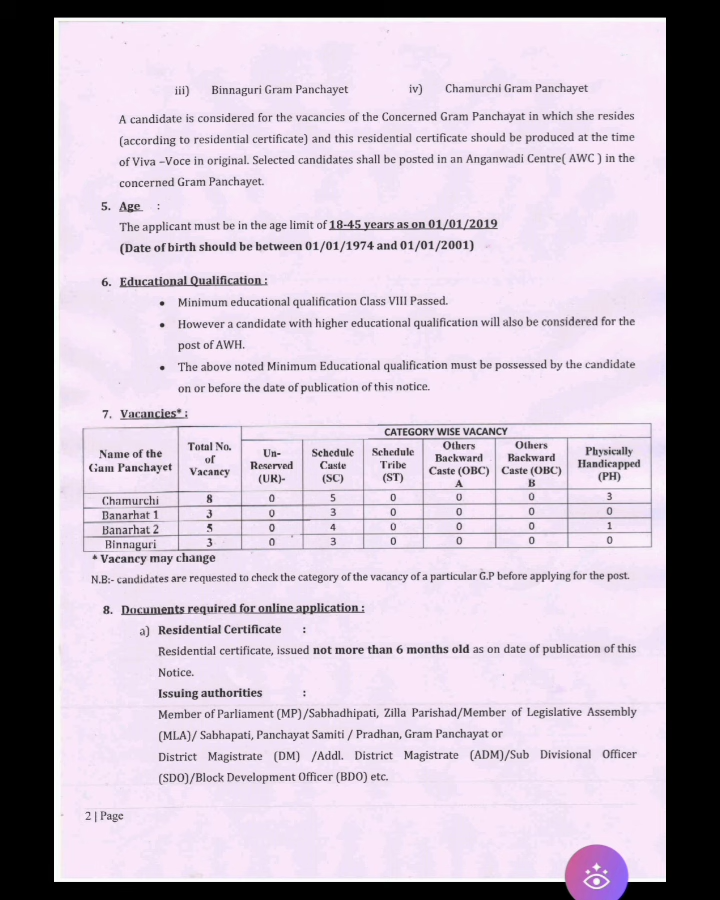 iii) Binnaguri Gram Panchayet iv) Chamurchi Gram Panchayet
A candidate is considered for the vacancies of the Concerned Gram Panchayat in which she resides
(according to residential certificate) and this residential certificate should be produced at the time
of Viva –Voce in original. Selected candidates shall be posted in an Anganwadi Centre( AWC ) in the
concerned Gram Panchayet.
5. Age :
The applicant must be in the age limit of 18-45 years as on 01/01/2019
(Date of birth should be between 01/01/1974 and 01/01/2001)
6. Educational Qualification :
• Minimum educational qualification Class VIII Passed.
• However a candidate with higher educational qualification will also be considered for the
post of AWH.
• The above noted Minimum Educational qualification must be possessed by the candidate
on or before the date of publication of this notice.
7. Vacancies* :
Name of the Gam Panchayet Total No. of Vacancy CATEGORY WISE VACANCY
Un-Reserved (UR)- Schedule Caste (SC) Schedule Tribe (ST) Others Backward Caste (OBC) A Others Backward Caste (OBC) B Physically Handicapped (PH)
Chamurchi 8 0 5 0 0 0 3
Banarhat 1 3 0 3 0 0 0 0
Banarhat 2 5 0 4 0 0 0 1
Binnaguri 3 0 3 0 0 0 0
* Vacancy may change
N.B:- candidates are requested to check the category of the vacancy of a particular G.P before applying for the post.
8. Documents required for online application :
a) Residential Certificate :
Residential certificate, issued not more than 6 months old as on date of publication of this
Notice.
Issuing authorities :
Member of Parliament (MP)/Sabhadhipati, Zilla Parishad/Member of Legislative Assembly
(MLA)/ Sabhapati, Panchayat Samiti / Pradhan, Gram Panchayat or
District Magistrate (DM) /Addl. District Magistrate (ADM)/Sub Divisional Officer
(SDO)/Block Development Officer (BDO) etc.
2 | Page